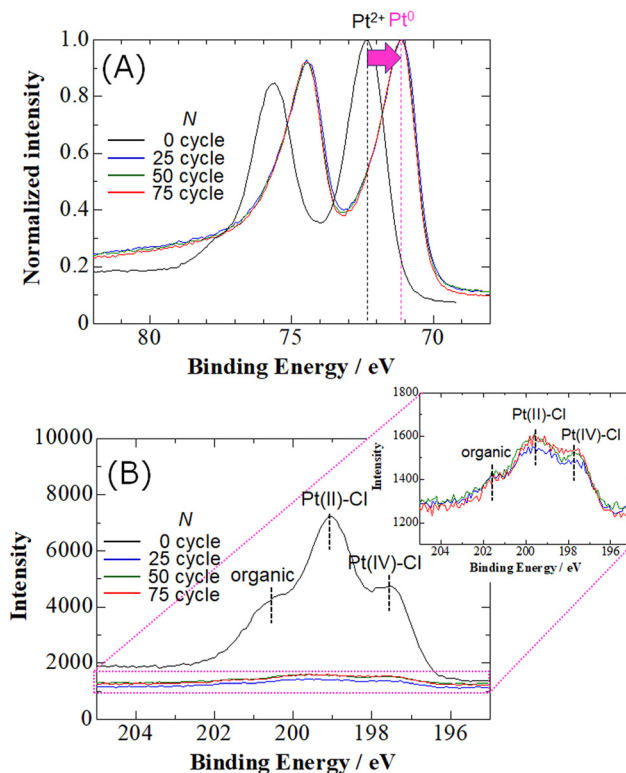 Pt2+ Pt0
(A)
N
0 cycle
25 cycle
50 cycle
75 cycle
Normalized intensity
1.0
0.8
0.6
0.4
0.2
0
80 75 70
Binding Energy / eV
(B)
N
0 cycle
25 cycle
50 cycle
75 cycle
Intensity
10000
8000
6000
4000
2000
0
organic
Pt(II)-Cl
Pt(IV)-Cl
204 202 200 198 196
Binding Energy / eV
Intensity
1800
1600
1400
1200
organic
Pt(II)-Cl
Pt(IV)-Cl
204 202 200 198 196
Binding Energy / eV